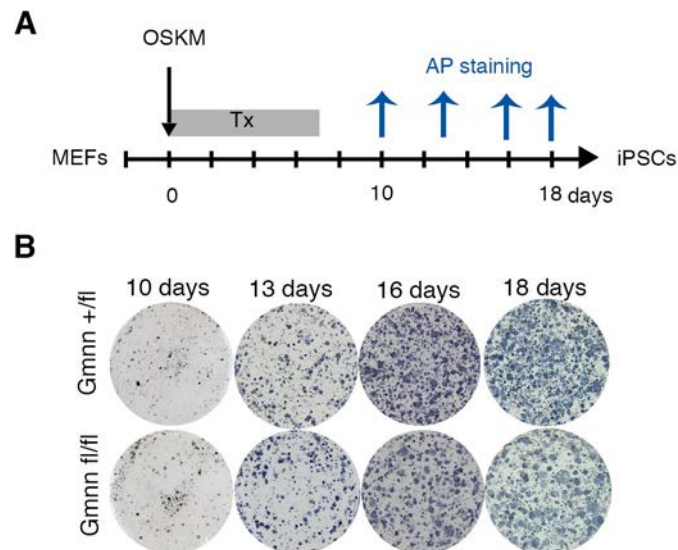 A
OSKM
AP staining
Tx
MEFs
iPSCs
0
10
18 days
B
10 days 13 days 16 days 18 days
Gmnn +/fl
Gmnn fl/fl